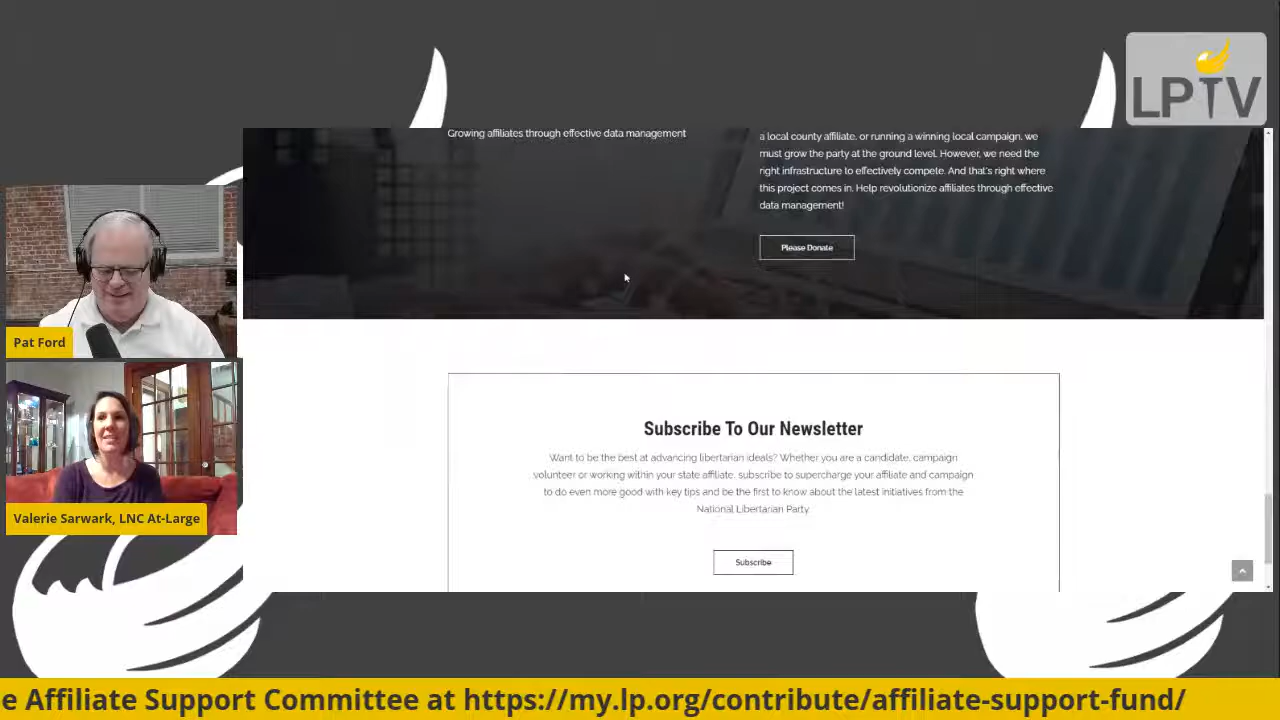 LPTV
Growing affiliates through effective data management
a local county affiliate, or running a winning local campaign, we
must grow the party at the ground level. However, we need the
right infrastructure to effectively compete. And that's right where
this project comes in. Help revolutionize affiliates through effective
data management!
Please Donate
Pat Ford
Valerie Sarwark, LNC At-Large
Subscribe To Our Newsletter
Want to be the best at advancing libertarian ideals? Whether you are a candidate, campaign
volunteer or working within your state affiliate, subscribe to supercharge your affiliate and campaign
to do even more good with key tips and be the first to know about the latest initiatives from the
National Libertarian Party.
Subscribe
e Affiliate Support Committee at https://my.lp.org/contribute/affiliate-support-fund/